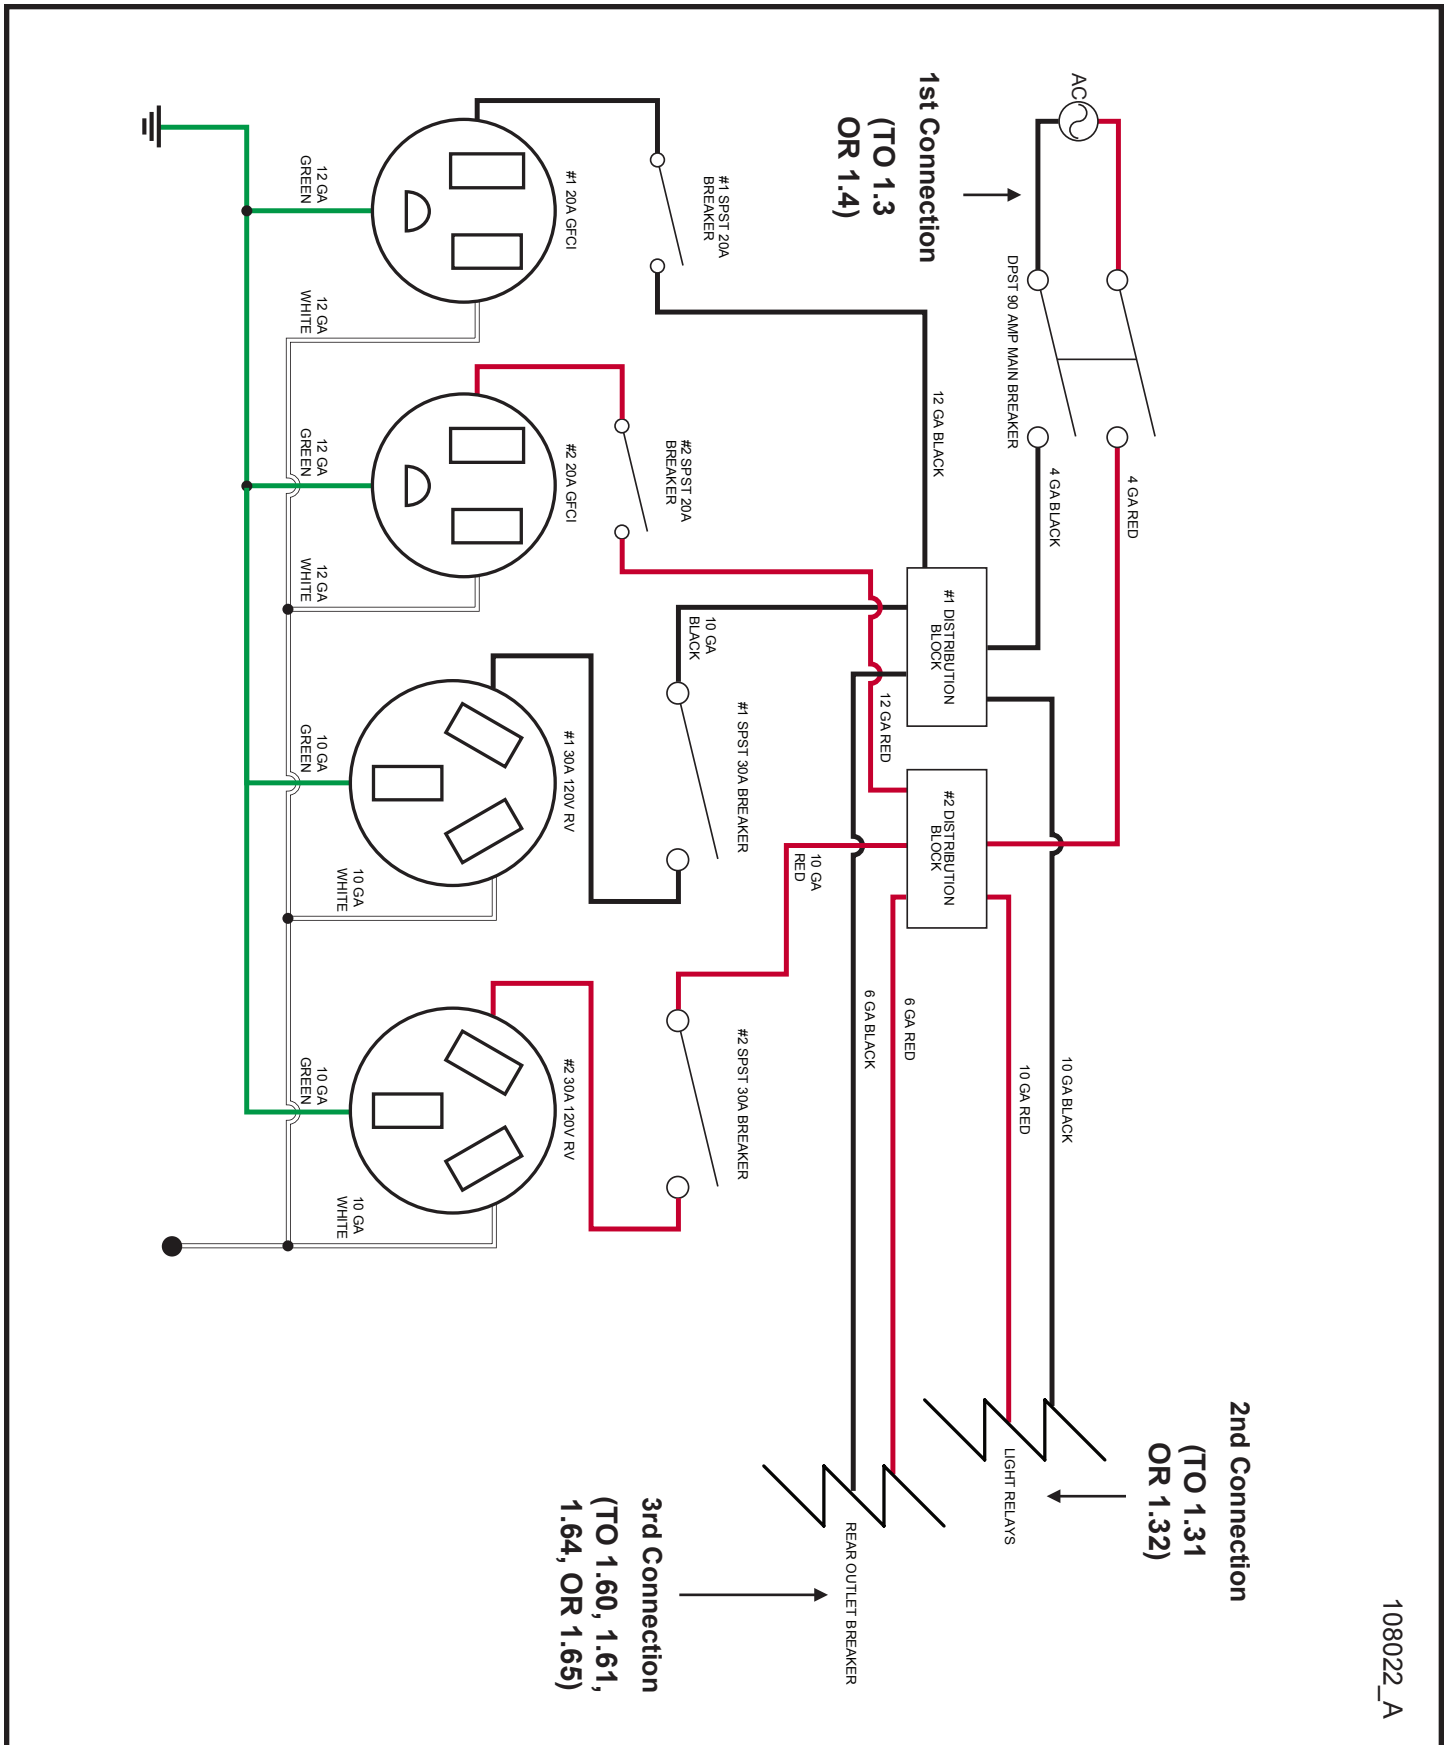 108022_A
AC
1st Connection
(TO 1.3
OR 1.4)
DPST 90 AMP MAIN BREAKER
4 GA RED
4 GA BLACK
2nd Connection
(TO 1.31
OR 1.32)
LIGHT RELAYS
10 GA BLACK
10 GA RED
#1 DISTRIBUTION
BLOCK
#2 DISTRIBUTION
BLOCK
12 GA BLACK
12 GA RED
6 GA RED
6 GA BLACK
REAR OUTLET BREAKER
3rd Connection
(TO 1.60, 1.61,
1.64, OR 1.65)
#1 SPST 20A
BREAKER
#2 SPST 20A
BREAKER
10 GA
BLACK
#1 SPST 30A BREAKER
10 GA
RED
#2 SPST 30A BREAKER
#1 20A GFCI
#2 20A GFCI
#1 30A 120V RV
#2 30A 120V RV
12 GA
GREEN
12 GA
WHITE
12 GA
GREEN
12 GA
WHITE
10 GA
GREEN
10 GA
WHITE
10 GA
GREEN
10 GA
WHITE